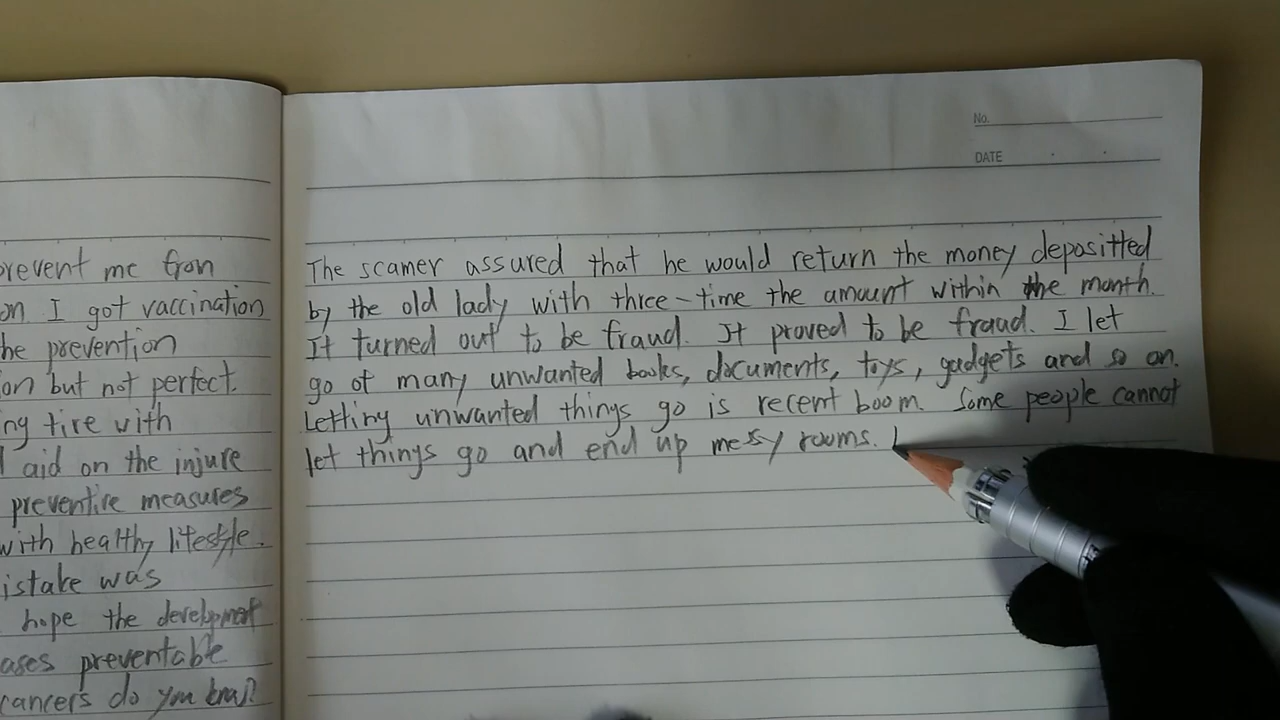 No.
DATE
revent me from
on. I got vaccination
he prevention
on but not perfect.
ng tire with
aid on the injure
preventive measures
with healthy lifestyle.
istake was
hope the development
ases preventable
cancers do you know?
The scamer assured that he would return the money depositted
by the old lady with three-time the amount within the month.
It turned out to be fraud. It proved to be fraud. I let
go of many unwanted books, documents, toys, gadgets and so on.
Letting unwanted things go is recent boom. Some people cannot
let things go and end up messy rooms.